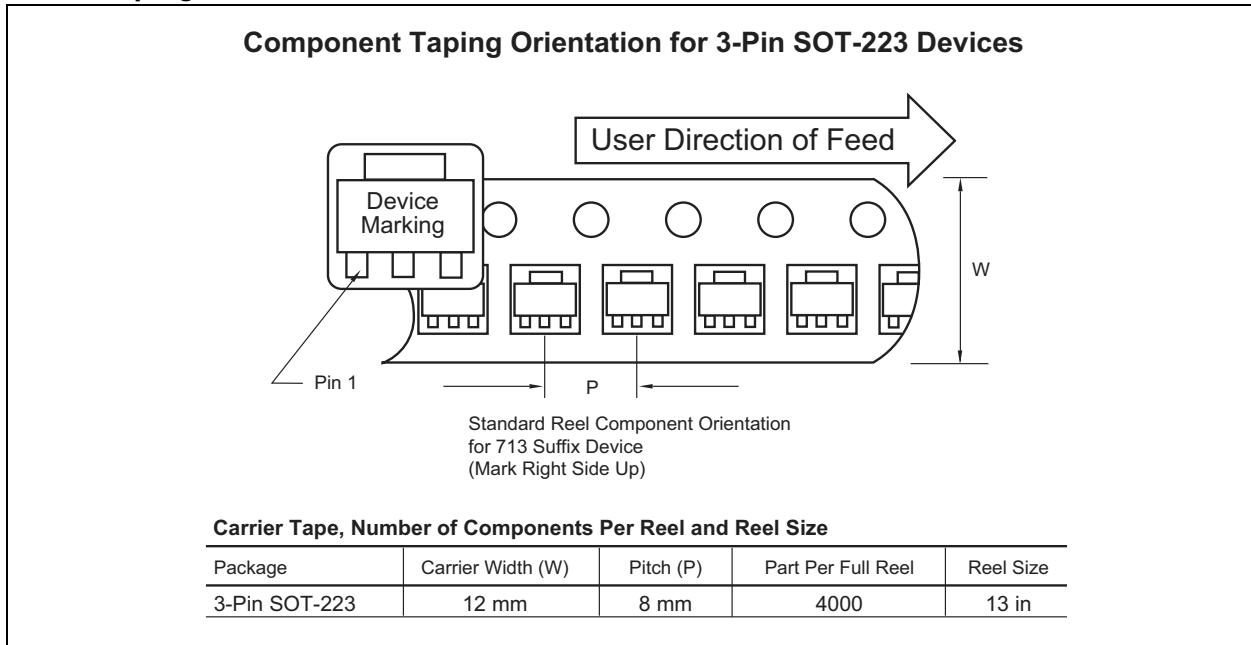 Component Taping Orientation for 3-Pin SOT-223 Devices
User Direction of Feed
Device
Marking
W
Pin 1
P
Standard Reel Component Orientation
for 713 Suffix Device
(Mark Right Side Up)
Carrier Tape, Number of Components Per Reel and Reel Size
Package Carrier Width (W) Pitch (P) Part Per Full Reel Reel Size
3-Pin SOT-223 12 mm 8 mm 4000 13 in